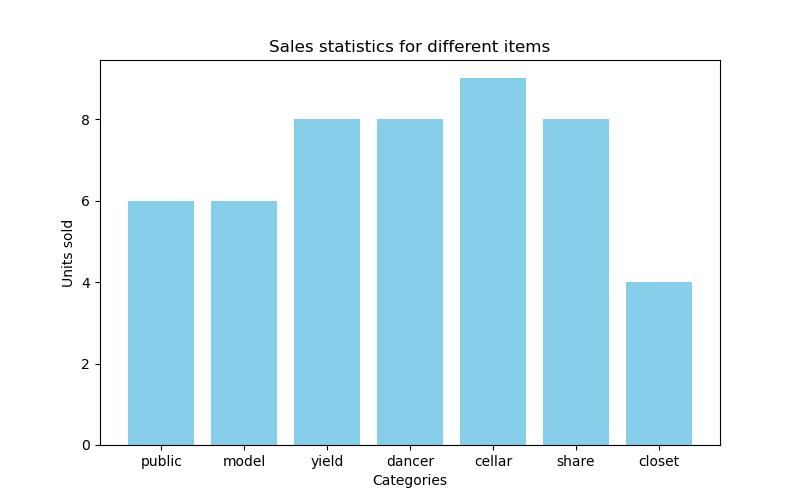 Sales statistics for different items
Units sold
8
6
4
2
0
public model yield dancer cellar share closet
Categories